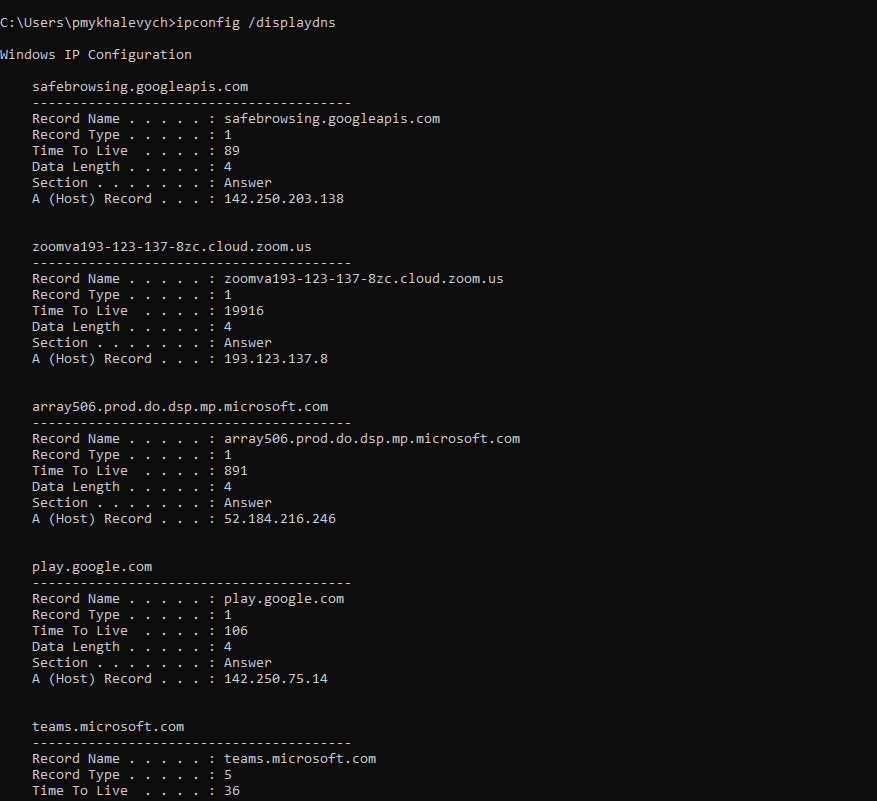 C:\Users\pmykhalevych>ipconfig /displaydns
Windows IP Configuration
safebrowsing.googleapis.com
----------------------------------------
Record Name . . . . . : safebrowsing.googleapis.com
Record Type . . . . . : 1
Time To Live  . . . . : 89
Data Length . . . . . : 4
Section . . . . . . . : Answer
A (Host) Record . . . : 142.250.203.138
zoomva193-123-137-8zc.cloud.zoom.us
----------------------------------------
Record Name . . . . . : zoomva193-123-137-8zc.cloud.zoom.us
Record Type . . . . . : 1
Time To Live  . . . . : 19916
Data Length . . . . . : 4
Section . . . . . . . : Answer
A (Host) Record . . . : 193.123.137.8
array506.prod.do.dsp.mp.microsoft.com
----------------------------------------
Record Name . . . . . : array506.prod.do.dsp.mp.microsoft.com
Record Type . . . . . : 1
Time To Live  . . . . : 891
Data Length . . . . . : 4
Section . . . . . . . : Answer
A (Host) Record . . . : 52.184.216.246
play.google.com
----------------------------------------
Record Name . . . . . : play.google.com
Record Type . . . . . : 1
Time To Live  . . . . : 106
Data Length . . . . . : 4
Section . . . . . . . : Answer
A (Host) Record . . . : 142.250.75.14
teams.microsoft.com
----------------------------------------
Record Name . . . . . : teams.microsoft.com
Record Type . . . . . : 5
Time To Live  . . . . : 36